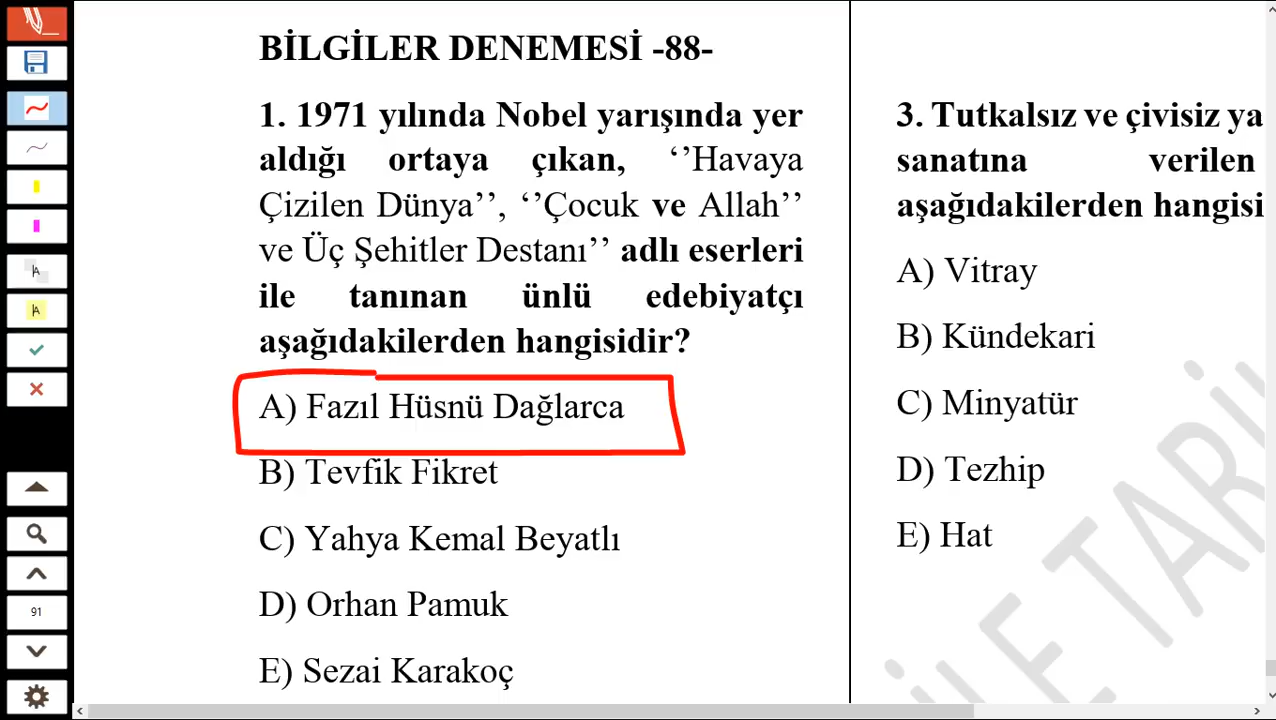 BİLGİLER DENEMESİ -88-
1. 1971 yılında Nobel yarışında yer
aldığı ortaya çıkan, ‘’Havaya
Çizilen Dünya’’, ‘’Çocuk ve Allah’’
ve Üç Şehitler Destanı’’ adlı eserleri
ile tanınan ünlü edebiyatçı
aşağıdakilerden hangisidir?
A) Fazıl Hüsnü Dağlarca
B) Tevfik Fikret
C) Yahya Kemal Beyatlı
D) Orhan Pamuk
E) Sezai Karakoç
3. Tutkalsız ve çivisiz ya
sanatına verilen
aşağıdakilerden hangisi
A) Vitray
B) Kündekari
C) Minyatür
D) Tezhip
E) Hat
İLE TARİ
91